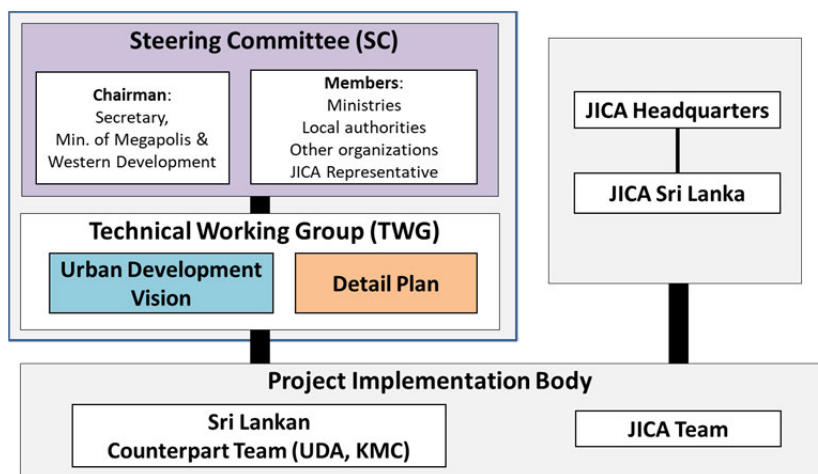 Steering Committee (SC)
Chairman:
Secretary,
Min. of Megapolis &
Western Development
Members:
Ministries
Local authorities
Other organizations
JICA Representative
Technical Working Group (TWG)
Urban Development
Vision
Detail Plan
JICA Headquarters
JICA Sri Lanka
Project Implementation Body
Sri Lankan
Counterpart Team (UDA, KMC)
JICA Team